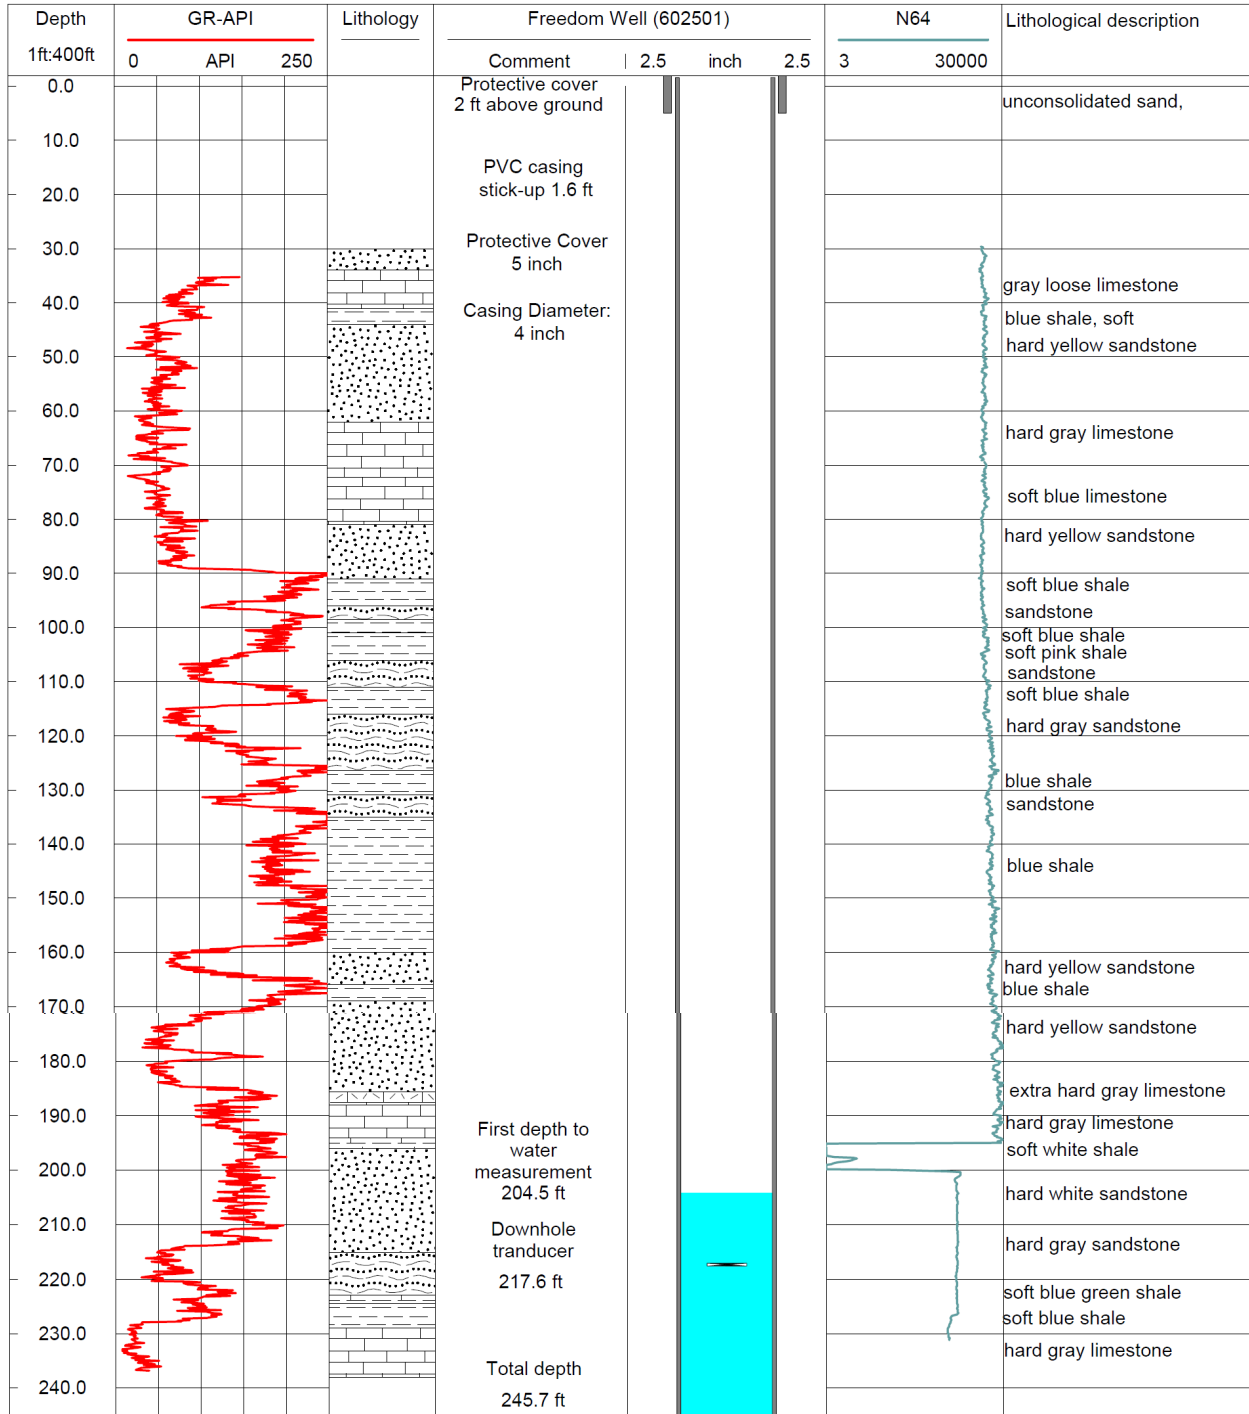 Depth GR-API Lithology Freedom Well (602501) N64 Lithological description
1ft:400ft 0 API 250 Comment 2.5 inch 2.5 3 30000
Protective cover
0.0
2 ft above ground unconsolidated sand,
10.0
PVC casing
20.0 stick-up 1.6 ft
Protective Cover
30.0
5 inch
gray loose limestone
40.0
Casing Diameter:
blue shale, soft
4 inch
hard yellow sandstone
50.0
60.0
hard gray limestone
70.0
soft blue limestone
80.0
hard yellow sandstone
90.0
soft blue shale
sandstone
100.0
soft blue shale
soft pink shale
sandstone
110.0
soft blue shale
hard gray sandstone
120.0
blue shale
130.0
sandstone
140.0
blue shale
150.0
160.0
hard yellow sandstone
blue shale
170.0
hard yellow sandstone
180.0
extra hard gray limestone
190.0
hard gray limestone
First depth to
water
soft white shale
200.0 measurement
204.5 ft hard white sandstone
210.0
Downhole
tranducer hard gray sandstone
220.0 217.6 ft
soft blue green shale
soft blue shale
230.0
hard gray limestone
Total depth
240.0
245.7 ft